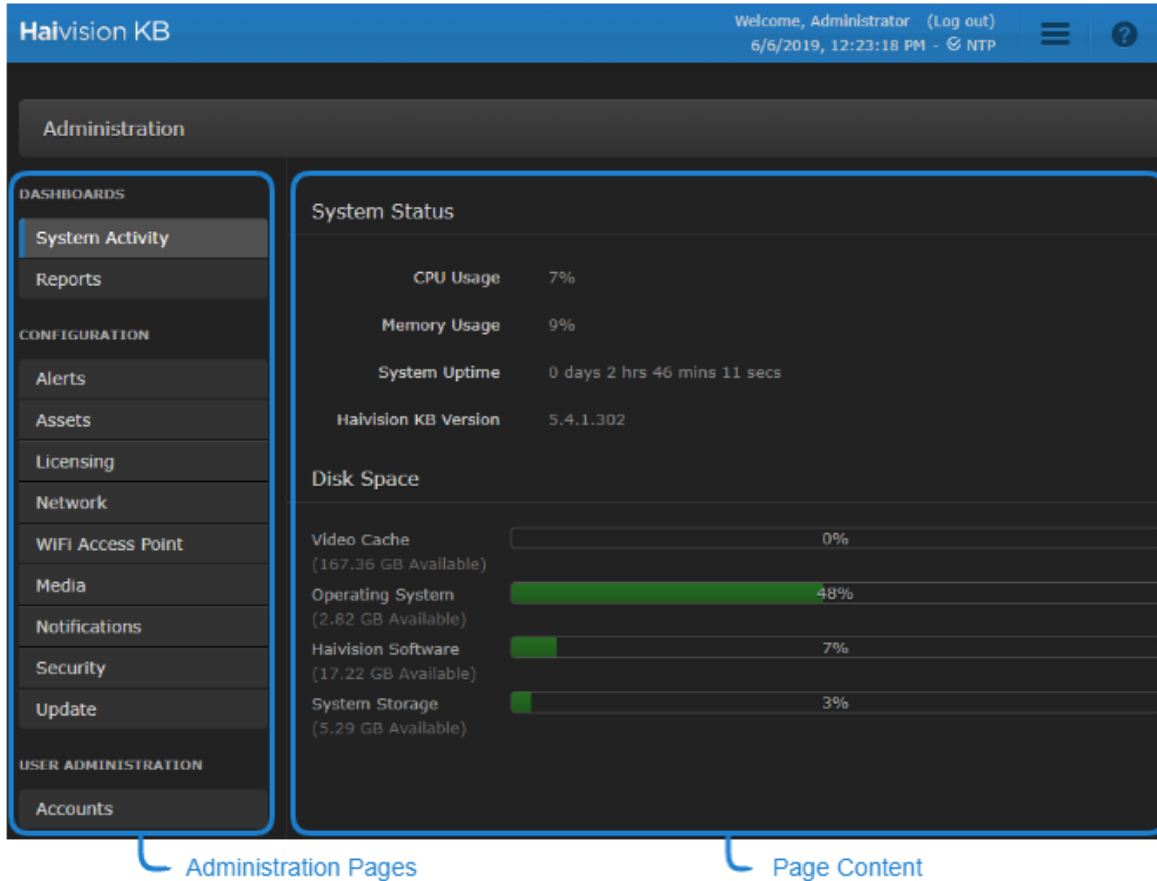 Haivision KB
Welcome, Administrator (Log out)
6/6/2019, 12:23:18 PM - NTP
?
Administration
DASHBOARDS
System Activity
Reports
CONFIGURATION
Alerts
Assets
Licensing
Network
WiFi Access Point
Media
Notifications
Security
Update
USER ADMINISTRATION
Accounts
System Status
CPU Usage 7%
Memory Usage 9%
System Uptime 0 days 2 hrs 46 mins 11 secs
Haivision KB Version 5.4.1.302
Disk Space
Video Cache 0%
(167.36 GB Available)
Operating System 48%
(2.82 GB Available)
Haivision Software 7%
(17.22 GB Available)
System Storage 3%
(5.29 GB Available)
Administration Pages
Page Content